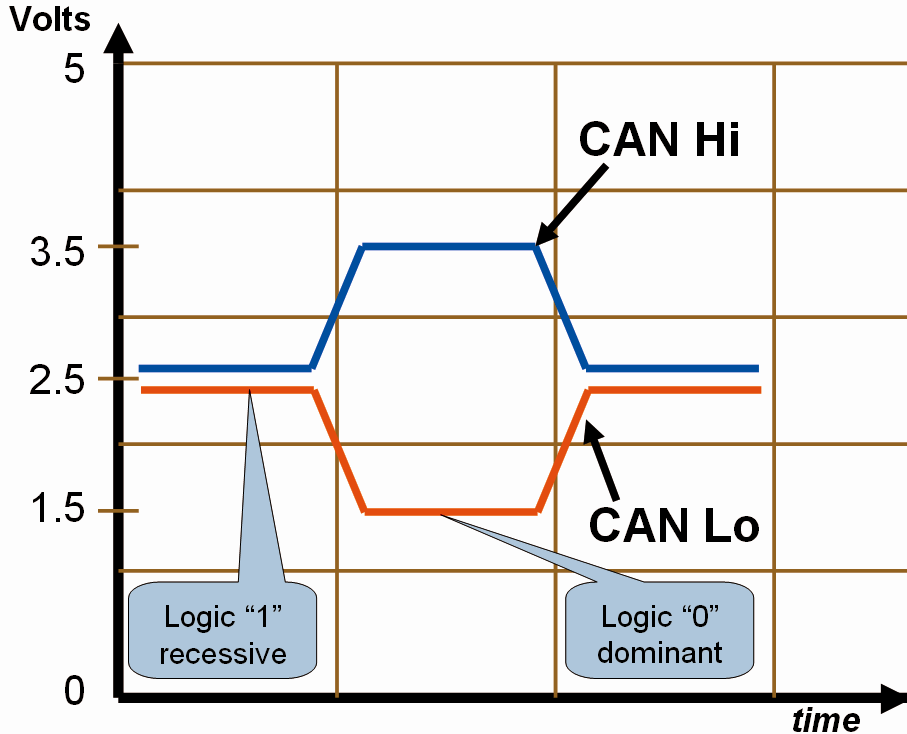 Volts
5
CAN Hi
3.5
2.5
1.5
CAN Lo
Logic “1”
recessive
Logic “0”
dominant
0
time